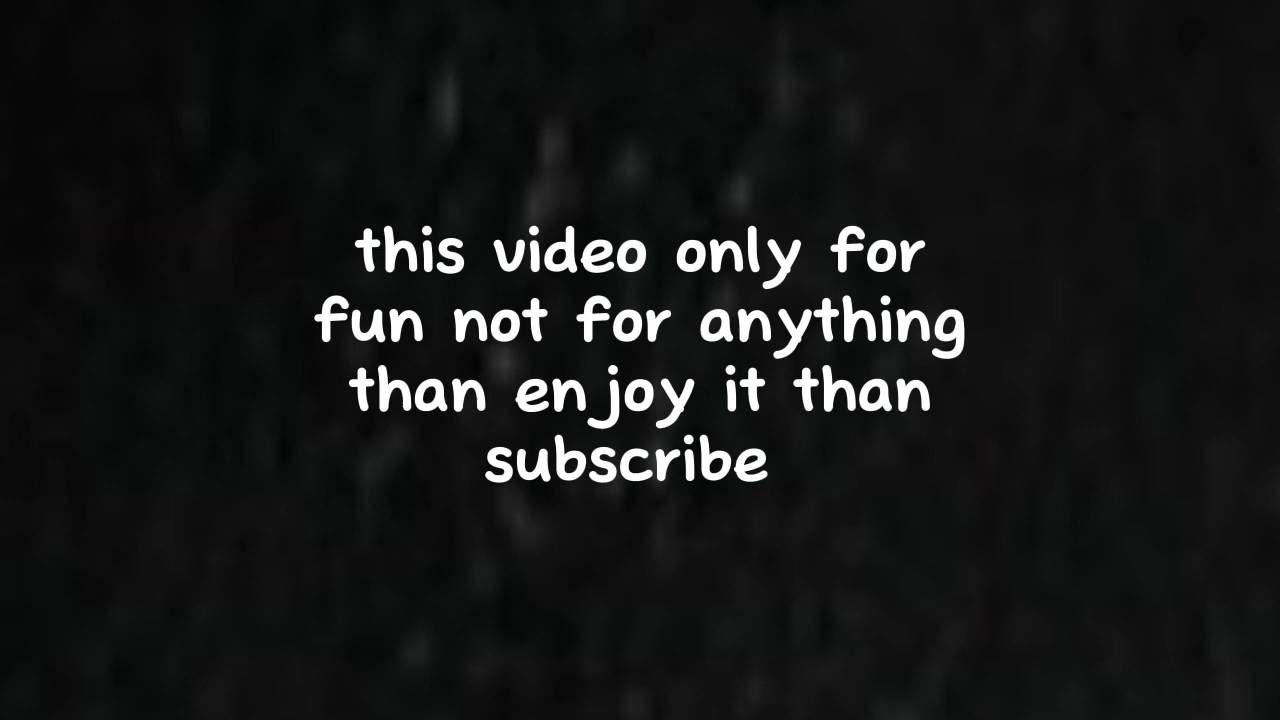 this video only for
fun not for anything
than enjoy it than
subscribe